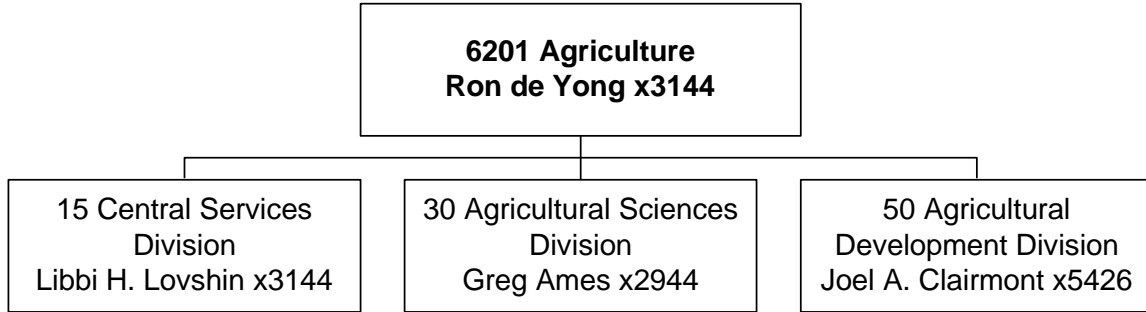 6201 Agriculture
Ron de Yong x3144
15 Central Services
Division
Libbi H. Lovshin x3144
30 Agricultural Sciences
Division
Greg Ames x2944
50 Agricultural
Development Division
Joel A. Clairmont x5426